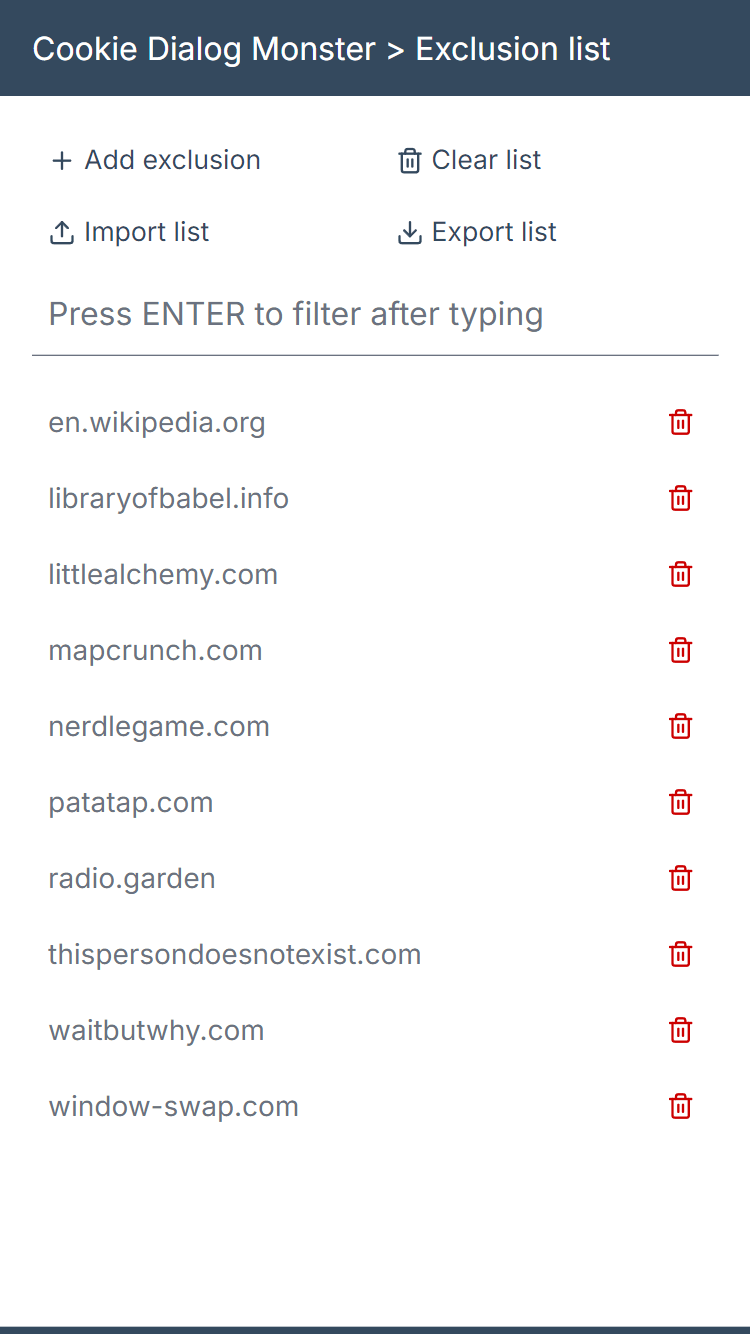 Cookie Dialog Monster > Exclusion list
Add exclusion
Clear list
Import list
Export list
Press ENTER to filter after typing
en.wikipedia.org
libraryofbabel.info
littlealchemy.com
mapcrunch.com
nerdlegame.com
patatap.com
radio.garden
thispersondoesnotexist.com
waitbutwhy.com
window-swap.com